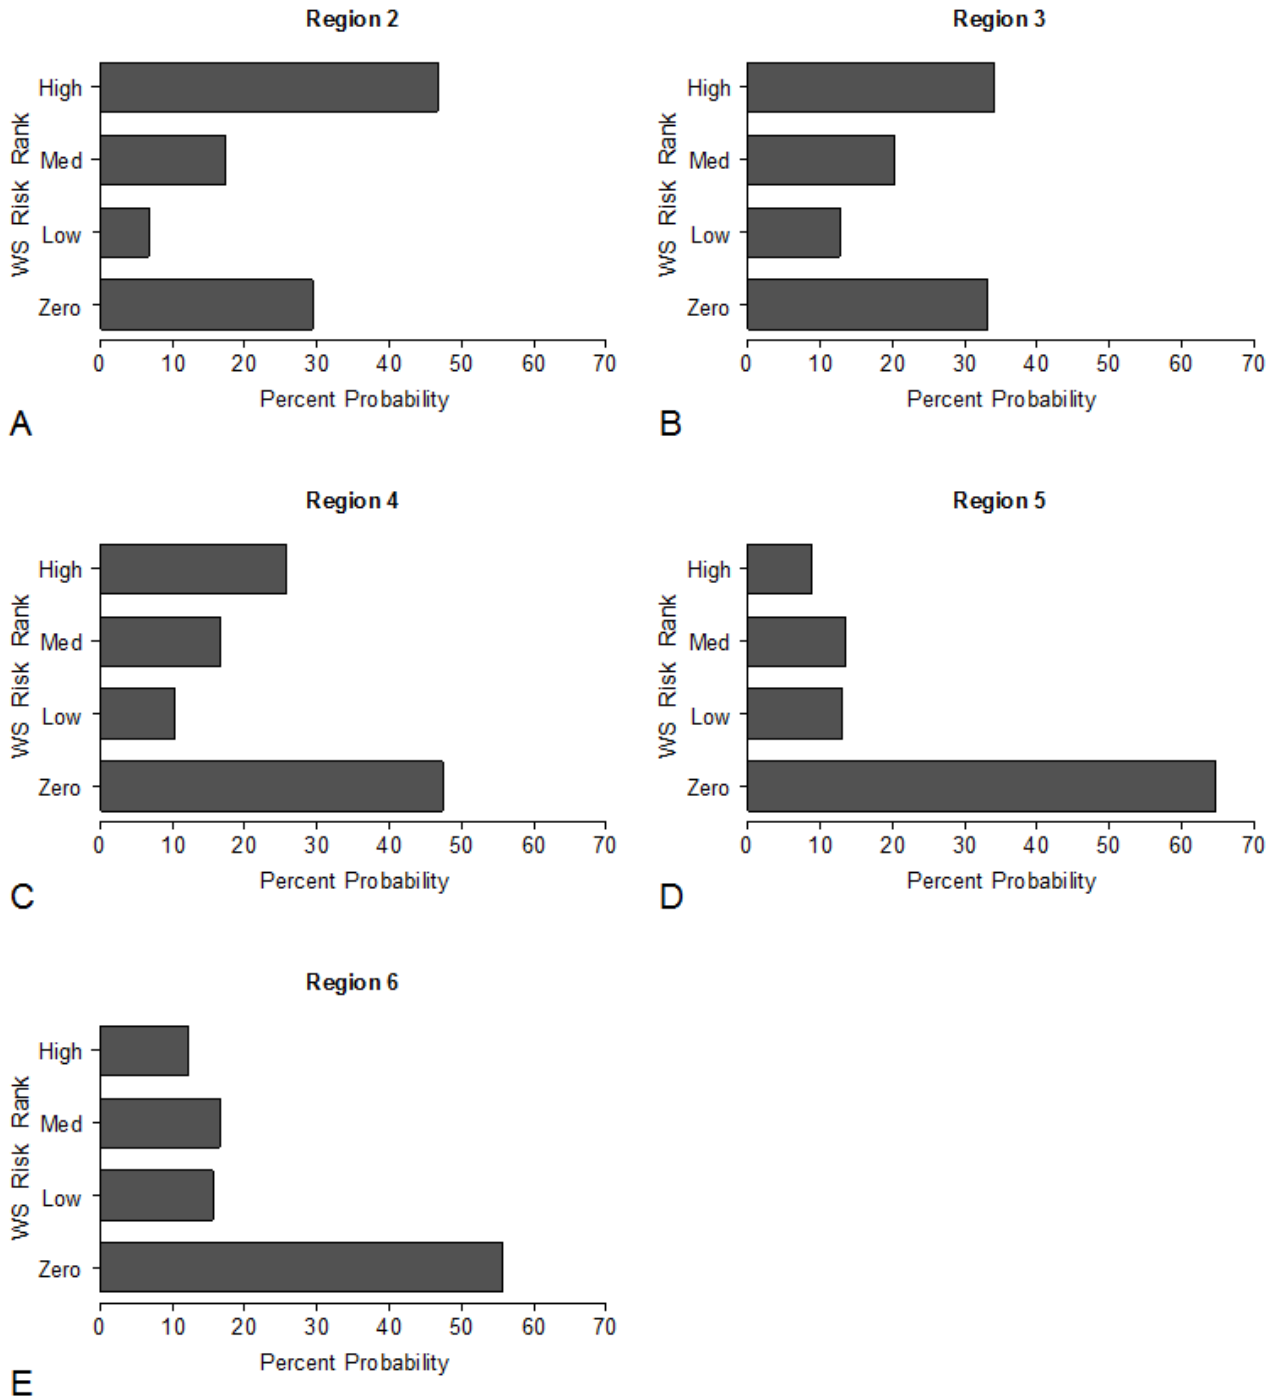 Region 2
WS Risk Rank
High
Med
Low
Zero
0 10 20 30 40 50 60 70
Percent Probability
A
Region 3
WS Risk Rank
High
Med
Low
Zero
0 10 20 30 40 50 60 70
Percent Probability
B
Region 4
WS Risk Rank
High
Med
Low
Zero
0 10 20 30 40 50 60 70
Percent Probability
C
Region 5
WS Risk Rank
High
Med
Low
Zero
0 10 20 30 40 50 60 70
Percent Probability
D
Region 6
WS Risk Rank
High
Med
Low
Zero
0 10 20 30 40 50 60 70
Percent Probability
E